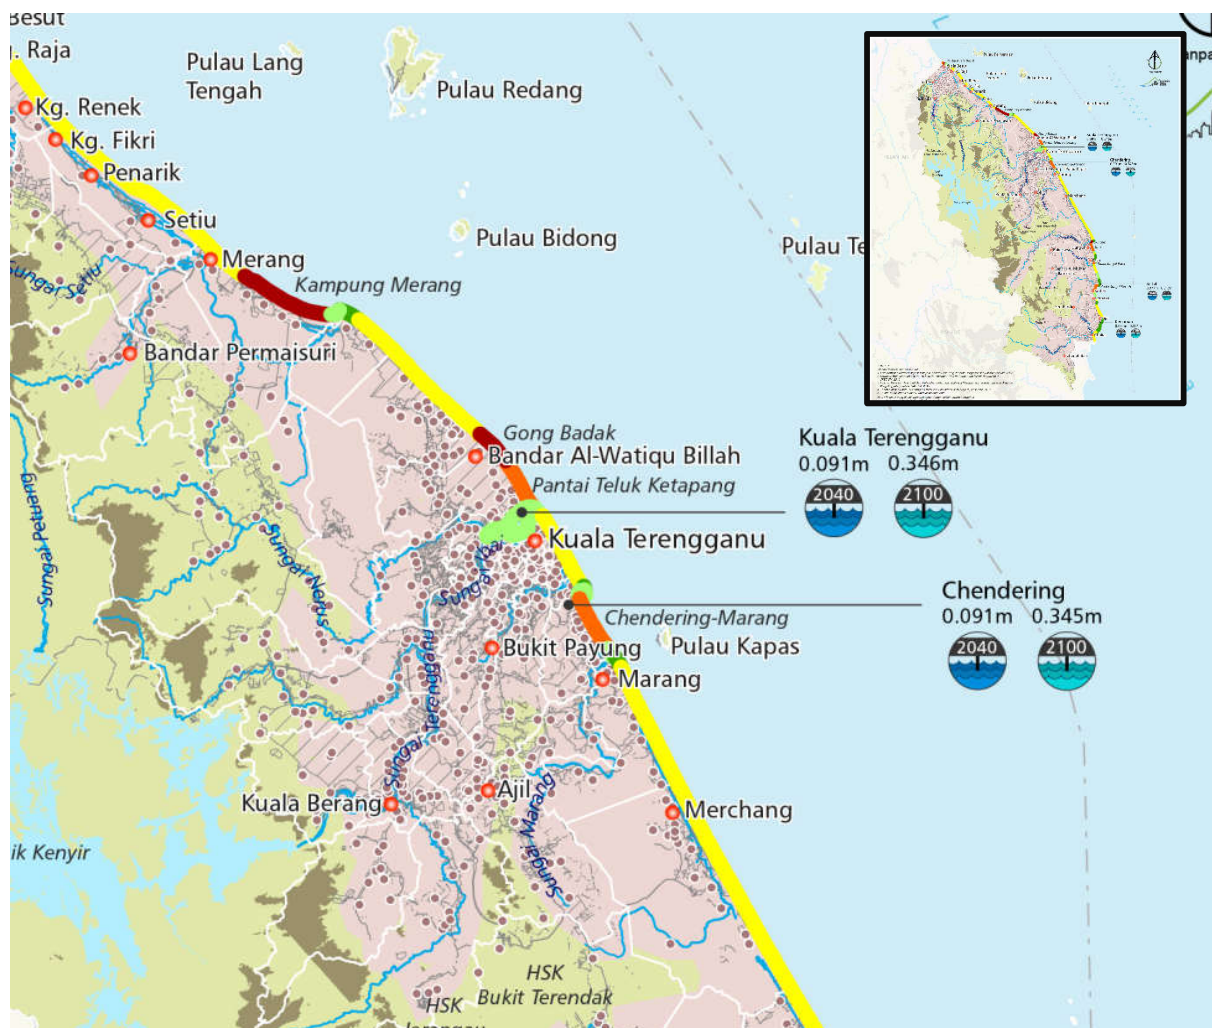 Besut
g. Raja
Pulau Lang
Tengah
Pulau Redang
Kg. Renek
Kg. Fikri
Penarik
Setiu
Pulau Bidong
Pulau Te
Merang
Sungai Setiu
Kampung Merang
Bandar Permaisuri
Gong Badak
Bandar Al-Watiqu Billah
Kuala Terengganu
0.091m 0.346m
2040 2100
Pantai Teluk Ketapang
Sungai Petuang
Sungai Nerus
Sungai Ibai
Kuala Terengganu
Chendering
0.091m 0.345m
2040 2100
Chendering-Marang
Bukit Payung
Pulau Kapas
Marang
Sungai Terengganu
Ajil
Kuala Berang
Sungai Marang
Merchang
ik Kenyir
HSK
Bukit Terendak
HSK
Jerangau